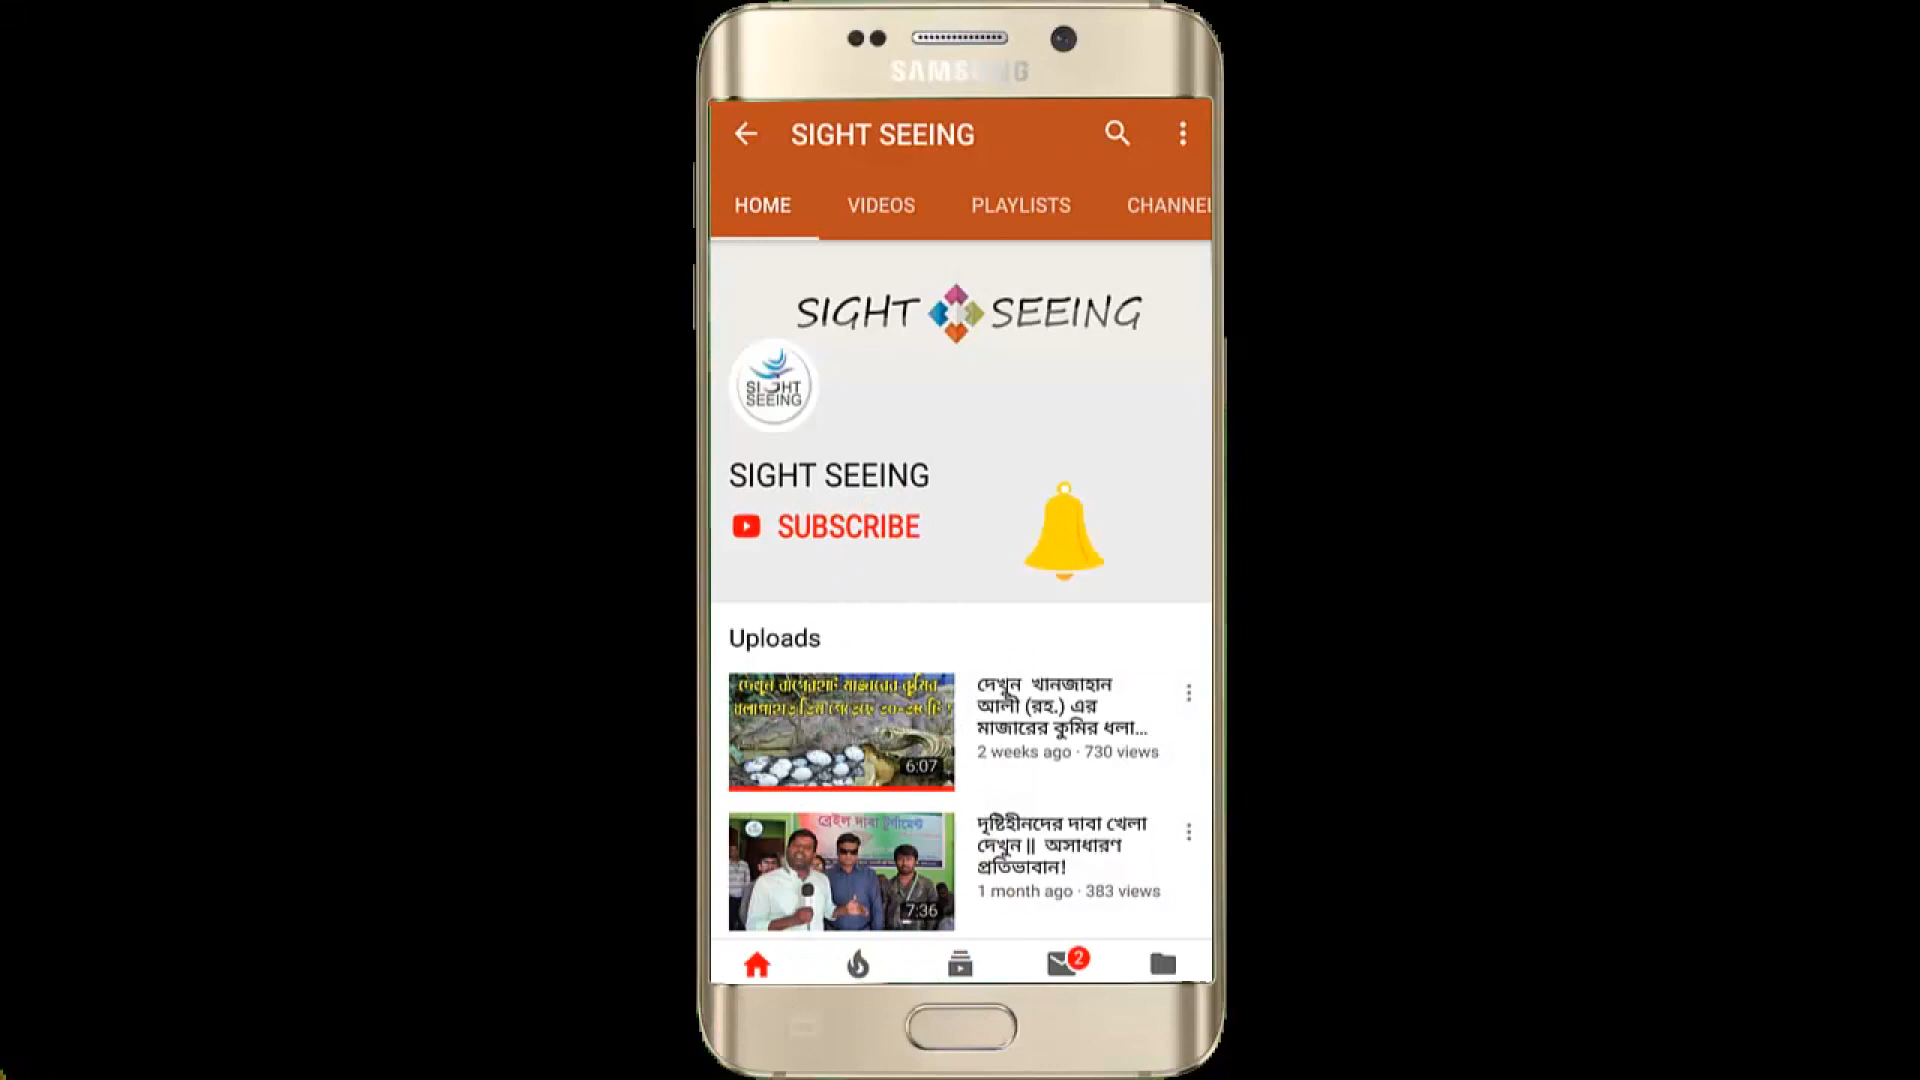 SAMSUNG
SIGHT SEEING
HOME VIDEOS PLAYLISTS CHANNEL
SIGHT SEEING
SIGHT SEEING
SIGHT SEEING
SUBSCRIBE
Uploads
দেখুন বাগেরহাট মাজারের কুমির
6:07
দেখুন খানজাহান
আলী (রহ.) এর
মাজারের কুমির ধলা...
2 weeks ago · 730 views
ব্রেইল দাবা টুর্নামেন্ট
7:36
দৃষ্টিহীনদের দাবা খেলা
দেখুন || অসাধারণ
প্রতিভাবান!
1 month ago · 383 views
2